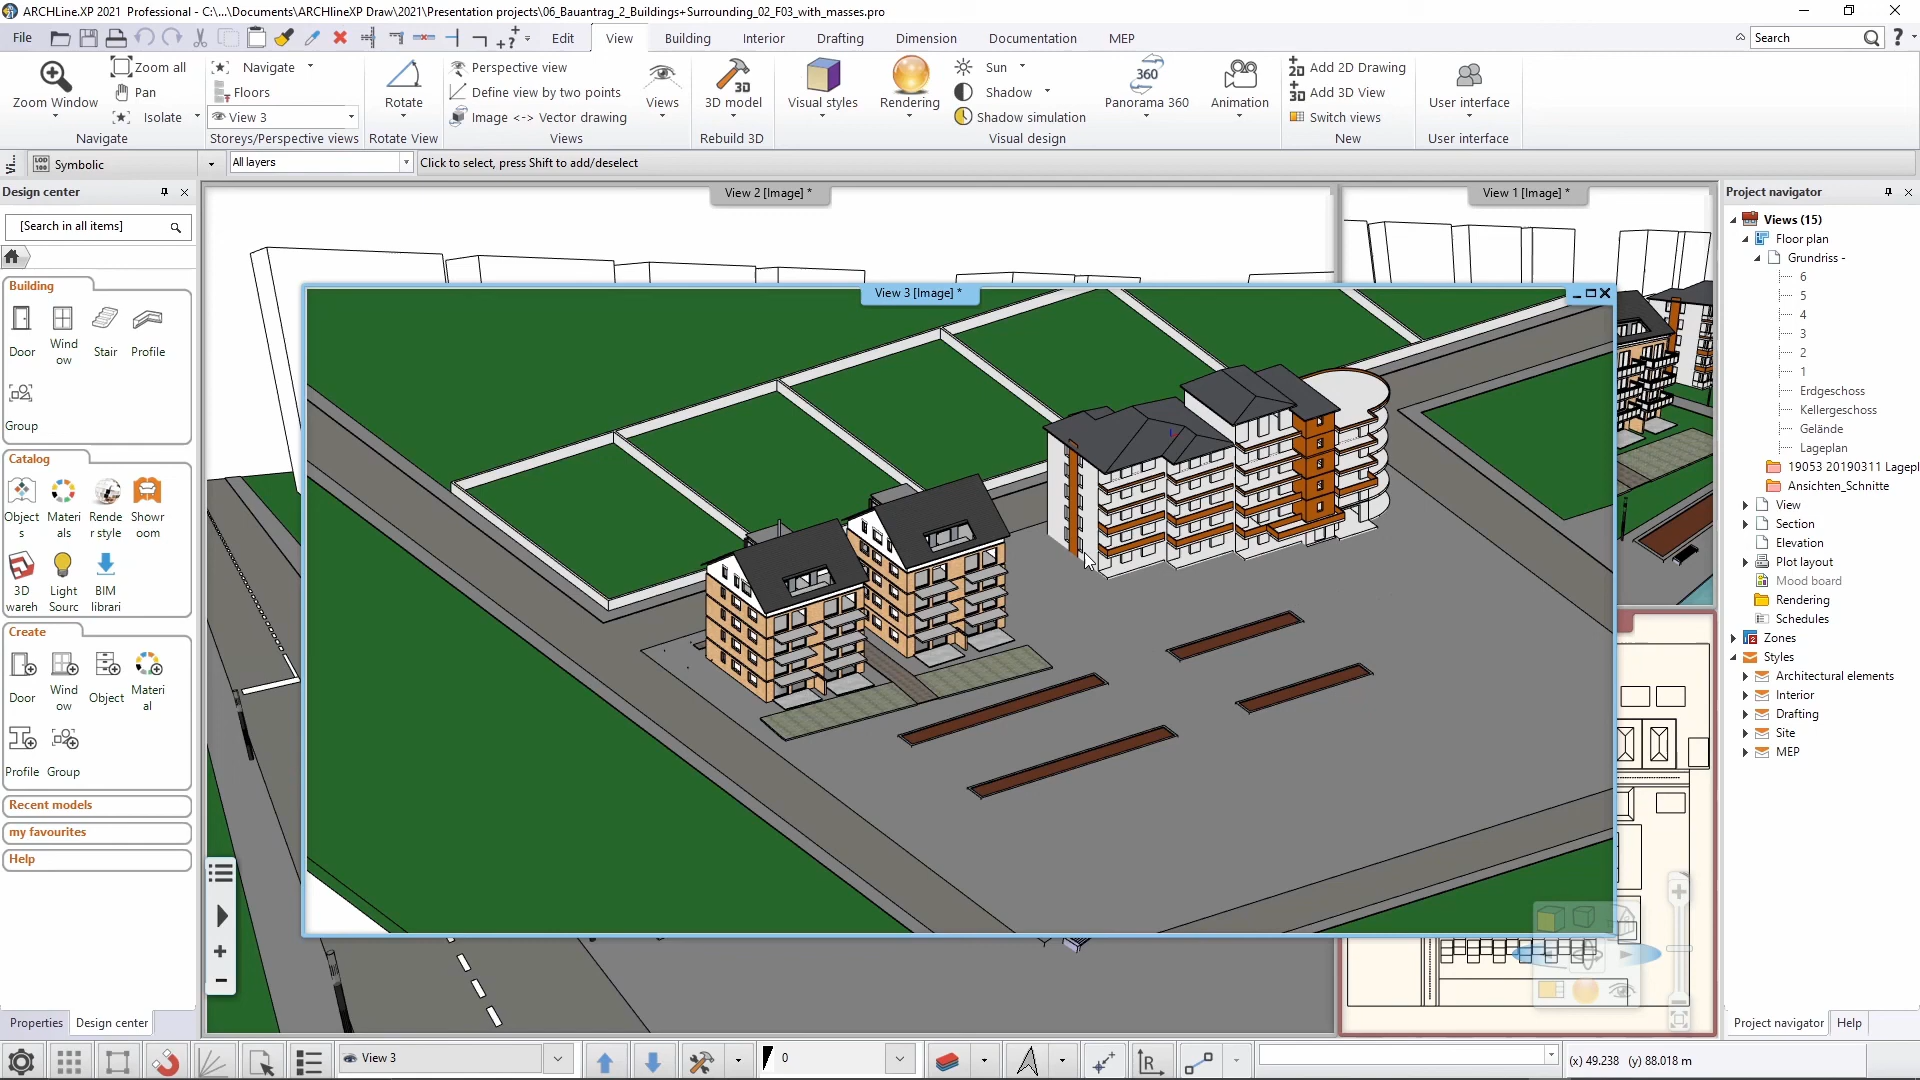 ARCHLine.XP 2021 Professional - C:\...\Documents\ARCHlineXP Draw\2021\Presentation projects\06_Bauantrag_2_Buildings+Surrounding_02_F03_with_masses.pro
File
Edit
View
Building
Interior
Drafting
Dimension
Documentation
MEP
Search
Zoom Window
Zoom all
Pan
Isolate
Navigate
Navigate
Floors
View 3
Storeys/Perspective views
Rotate
Rotate View
Perspective view
Define view by two points
Image <-> Vector drawing
Views
Views
3D model
Rebuild 3D
Visual styles
Rendering
Sun
Shadow
Shadow simulation
360
Panorama 360
Animation
Visual design
2D Add 2D Drawing
3D Add 3D View
Switch views
New
User interface
User interface
Vi...
LOD 100
Symbolic
All layers
Click to select, press Shift to add/deselect
Design center
[Search in all items]
Building
Door
Wind
ow
Stair
Profile
Group
Catalog
Object
s
Materi
als
Rende
r style
Showr
oom
3D
wareh
Light
Sourc
BIM
librari
Create
Door
Wind
ow
Object
Materi
al
Profile
Group
Recent models
my favourites
Help
Properties
Design center
View 2 [Image] *
View 1 [Image] *
View 3 [Image] *
Project navigator
Views (15)
Floor plan
Grundriss -
6
5
4
3
2
1
Erdgeschoss
Kellergeschoss
Gelände
Lageplan
19053 20190311 Lagepl
Ansichten_Schnitte
View
Section
Elevation
Plot layout
Mood board
Rendering
Schedules
Zones
Styles
Architectural elements
Interior
Drafting
Site
MEP
Project navigator
Help
View 3
0
(x) 49.238 (y) 88.018 m